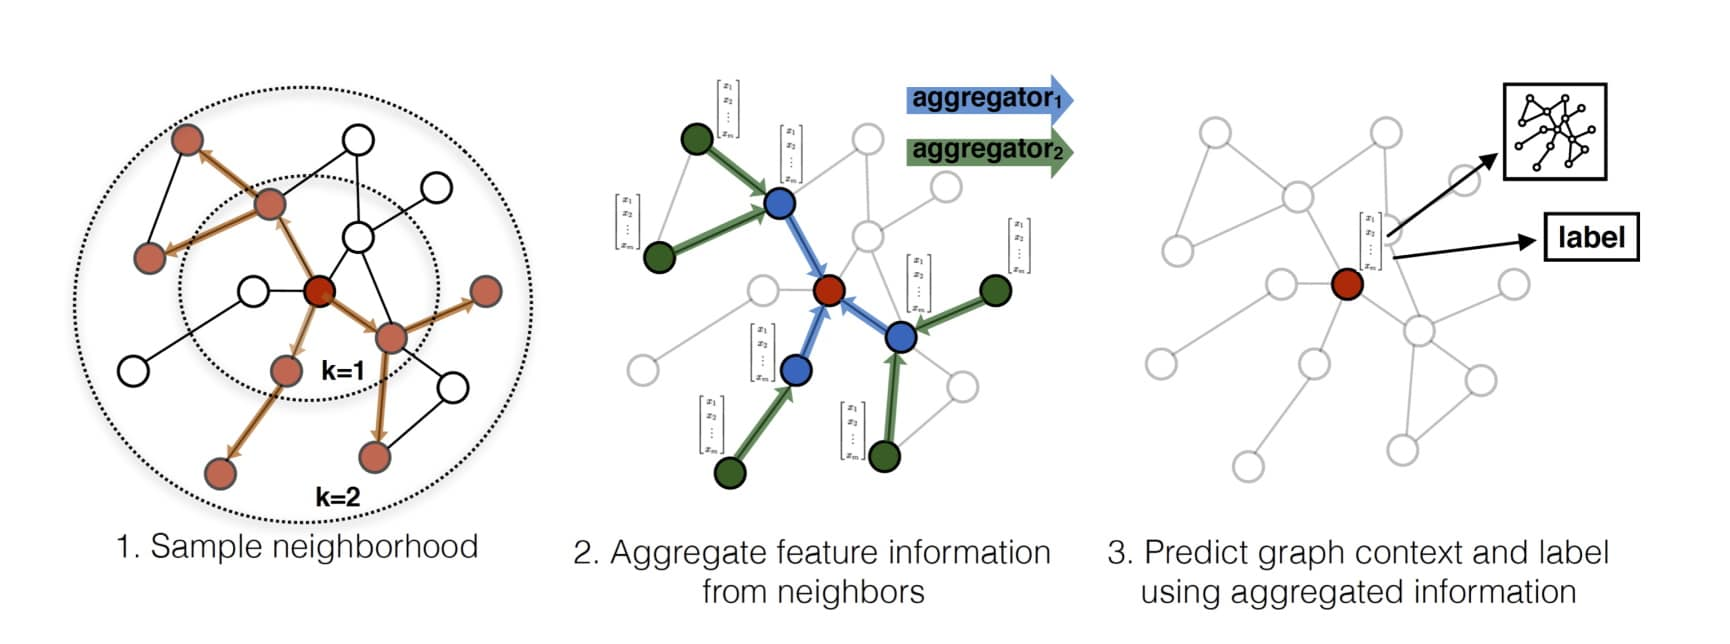 k=1
k=2
1. Sample neighborhood
aggregator₁
aggregator₂
2. Aggregate feature information
from neighbors
label
3. Predict graph context and label
using aggregated information